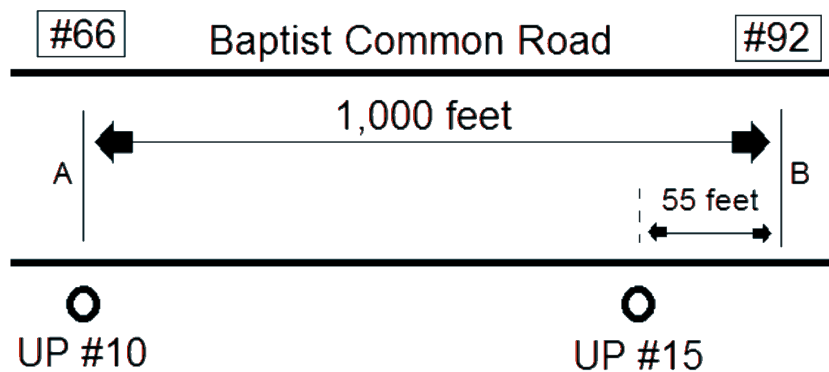 #66
Baptist Common Road
#92
1,000 feet
A
B
55 feet
UP #10
UP #15